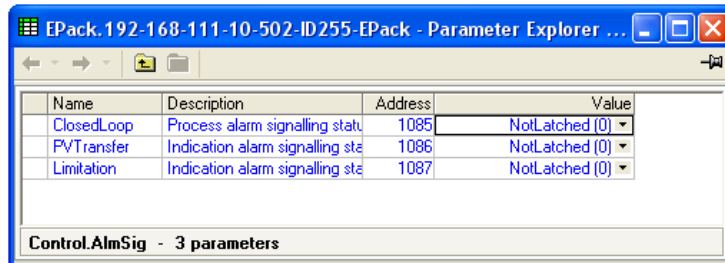 EPack.192-168-111-10-502-ID255-EPack - Parameter Explorer ...
Name Description Address Value
ClosedLoop Process alarm signalling statu 1085 NotLatched (0)
PVTransfer Indication alarm signalling sta 1086 NotLatched (0)
Limitation Indication alarm signalling sta 1087 NotLatched (0)
Control.AlmSig - 3 parameters